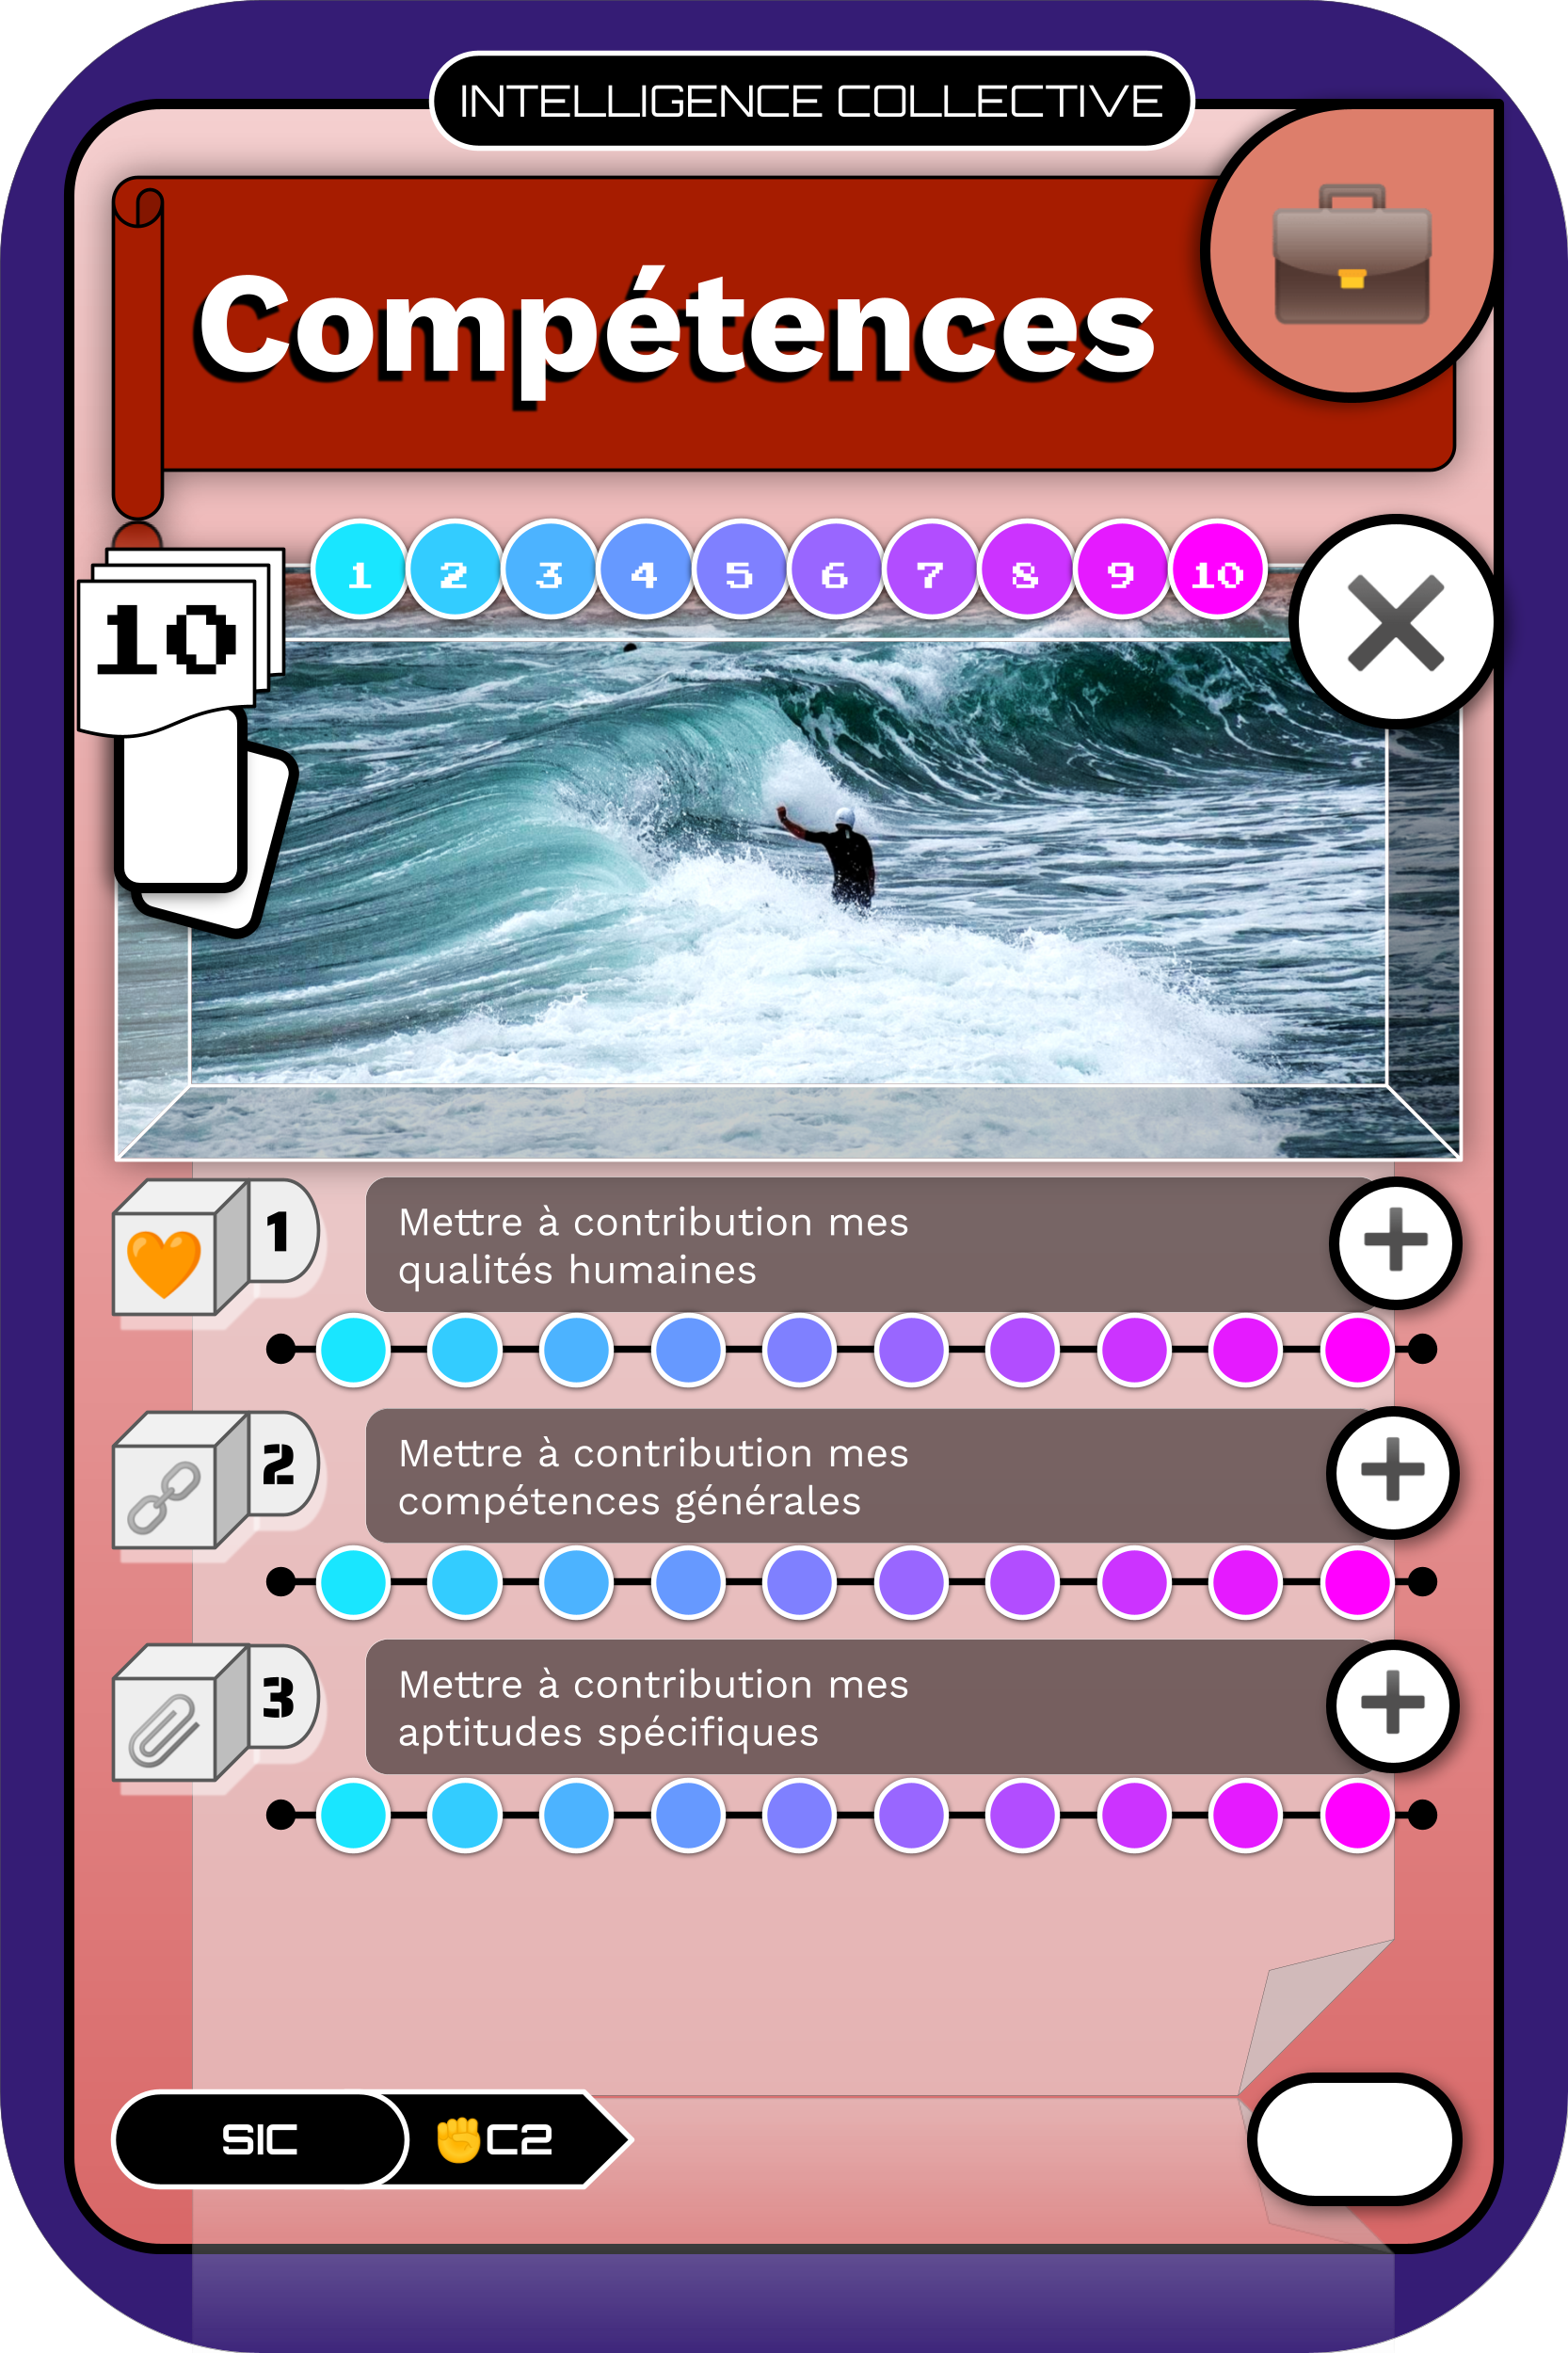 INTELLIGENCE COLLECTIVE
Compétences
1 2 3 4 5 6 7 8 9 10
10
1
Mettre à contribution mes
qualités humaines
2
Mettre à contribution mes
compétences générales
3
Mettre à contribution mes
aptitudes spécifiques
SIC ✊C2